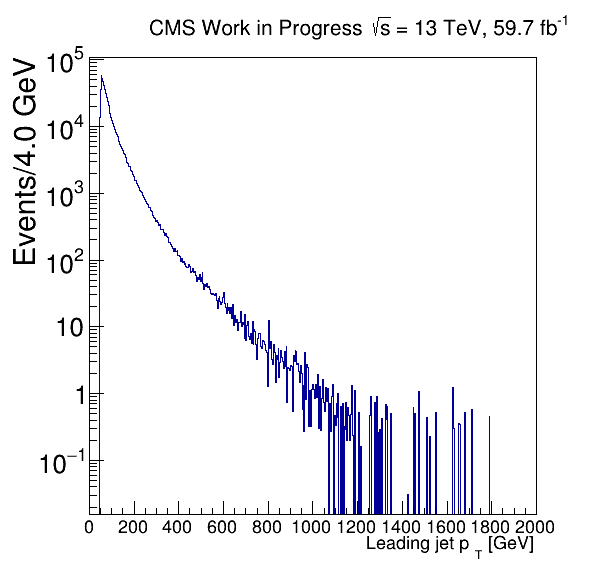 CMS Work in Progress √s = 13 TeV, 59.7 fb⁻¹
Events/4.0 GeV
10⁵
10⁴
10³
10²
10
1
10⁻¹
0 200 400 600 800 1000 1200 1400 1600 1800 2000
Leading jet p_T [GeV]